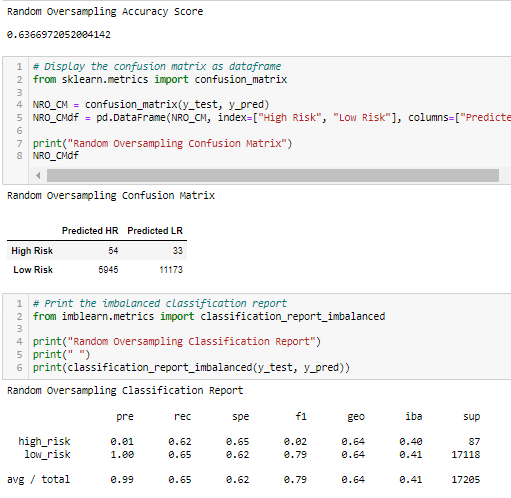 Random Oversampling Accuracy Score
0.6366972052004142
1 # Display the confusion matrix as dataframe
2 from sklearn.metrics import confusion_matrix
3
4 NRO_CM = confusion_matrix(y_test, y_pred)
5 NRO_CMdf = pd.DataFrame(NRO_CM, index=["High Risk", "Low Risk"], columns=["Predicte
6
7 print("Random Oversampling Confusion Matrix")
8 NRO_CMdf
Random Oversampling Confusion Matrix
Predicted HR Predicted LR
High Risk 54 33
Low Risk 5945 11173
1 # Print the imbalanced classification report
2 from imblearn.metrics import classification_report_imbalanced
3
4 print("Random Oversampling Classification Report")
5 print(" ")
6 print(classification_report_imbalanced(y_test, y_pred))
Random Oversampling Classification Report
pre rec spe f1 geo iba sup
high_risk 0.01 0.62 0.65 0.02 0.64 0.40 87
low_risk 1.00 0.65 0.62 0.79 0.64 0.41 17118
avg / total 0.99 0.65 0.62 0.79 0.64 0.41 17205